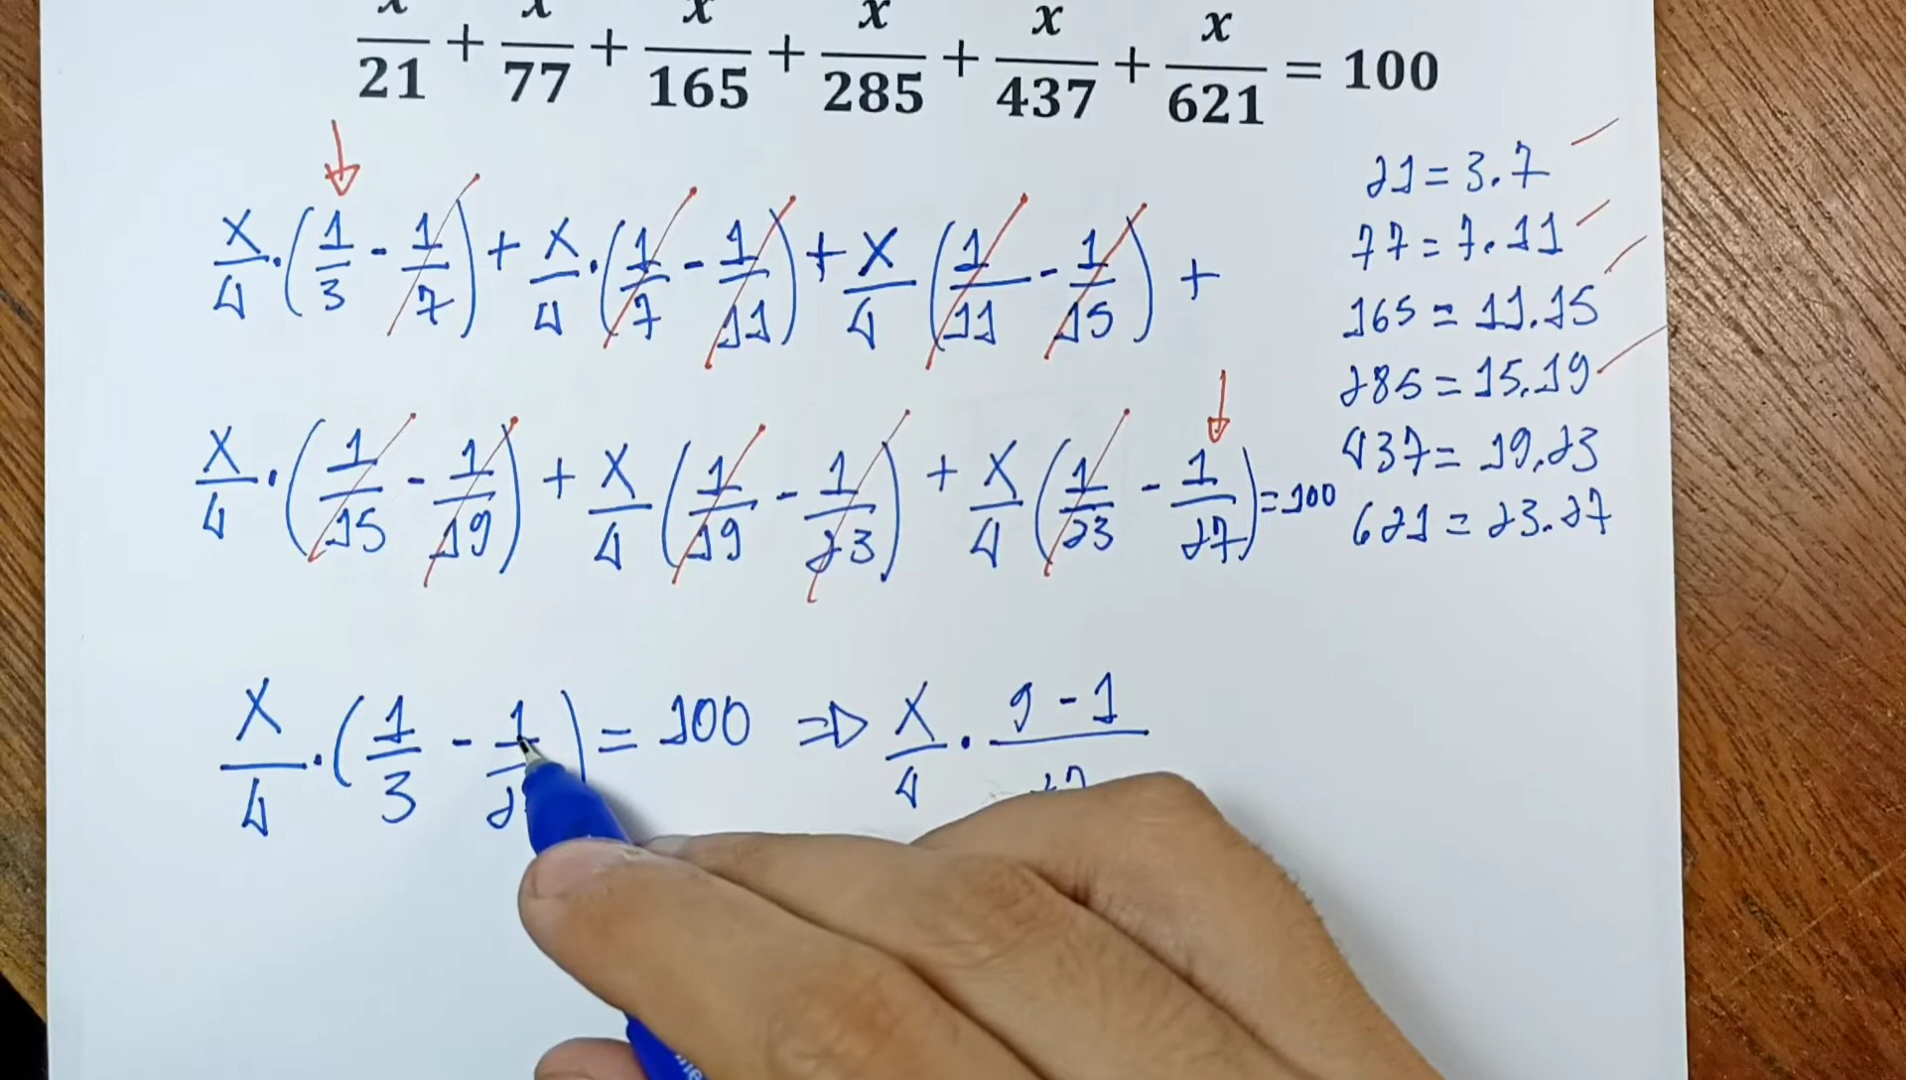 x/21 + x/77 + x/165 + x/285 + x/437 + x/621 = 100
x/4 · (1/3 - 1/7) + x/4 · (1/7 - 1/11) + x/4 (1/11 - 1/15) +
x/4 · (1/15 - 1/19) + x/4 (1/19 - 1/23) + x/4 (1/23 - 1/27) = 100
21 = 3.7
77 = 7.11
165 = 11.15
285 = 15.19
437 = 19.23
621 = 23.27
x/4 · (1/3 - 1/2) = 100 ⇒ x/4 · 9 - 1/27